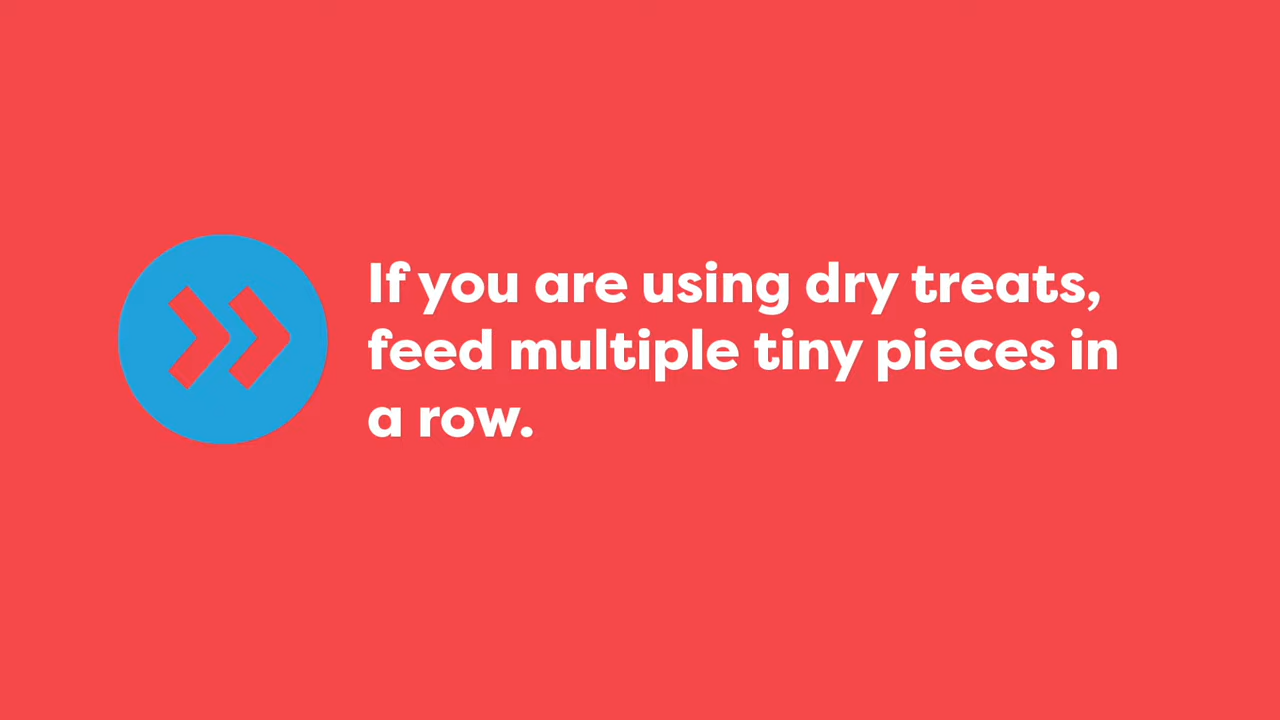 If you are using dry treats,
feed multiple tiny pieces in
a row.